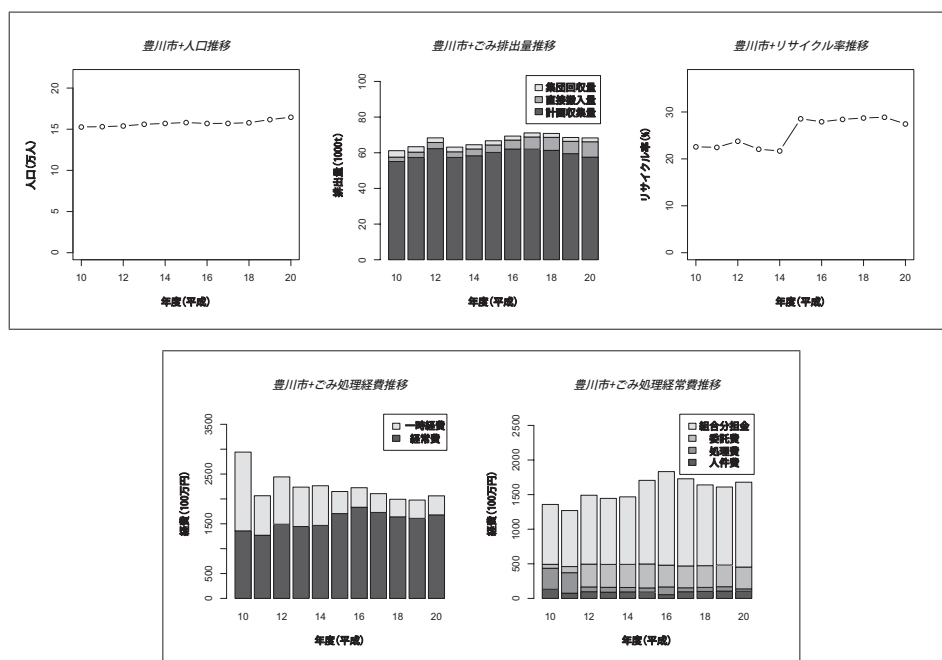 豊川市+人口推移
人口(万人)
0 5 10 15 20
10 12 14 16 18 20
年度(平成)
豊川市+ごみ排出量推移
集団回収量
直接搬入量
計画収集量
排出量(1000t)
0 20 40 60 80 100
10 12 14 16 18 20
年度(平成)
豊川市+リサイクル率推移
リサイクル率(%)
0 10 20 30
10 12 14 16 18 20
年度(平成)
豊川市+ごみ処理経費推移
一時経費
経常費
経費(100万円)
0 500 1500 2500 3500
10 12 14 16 18 20
年度(平成)
豊川市+ごみ処理経常費推移
組合分担金
委託費
処理費
人件費
経費(100万円)
0 500 1000 1500 2000 2500
10 12 14 16 18 20
年度(平成)